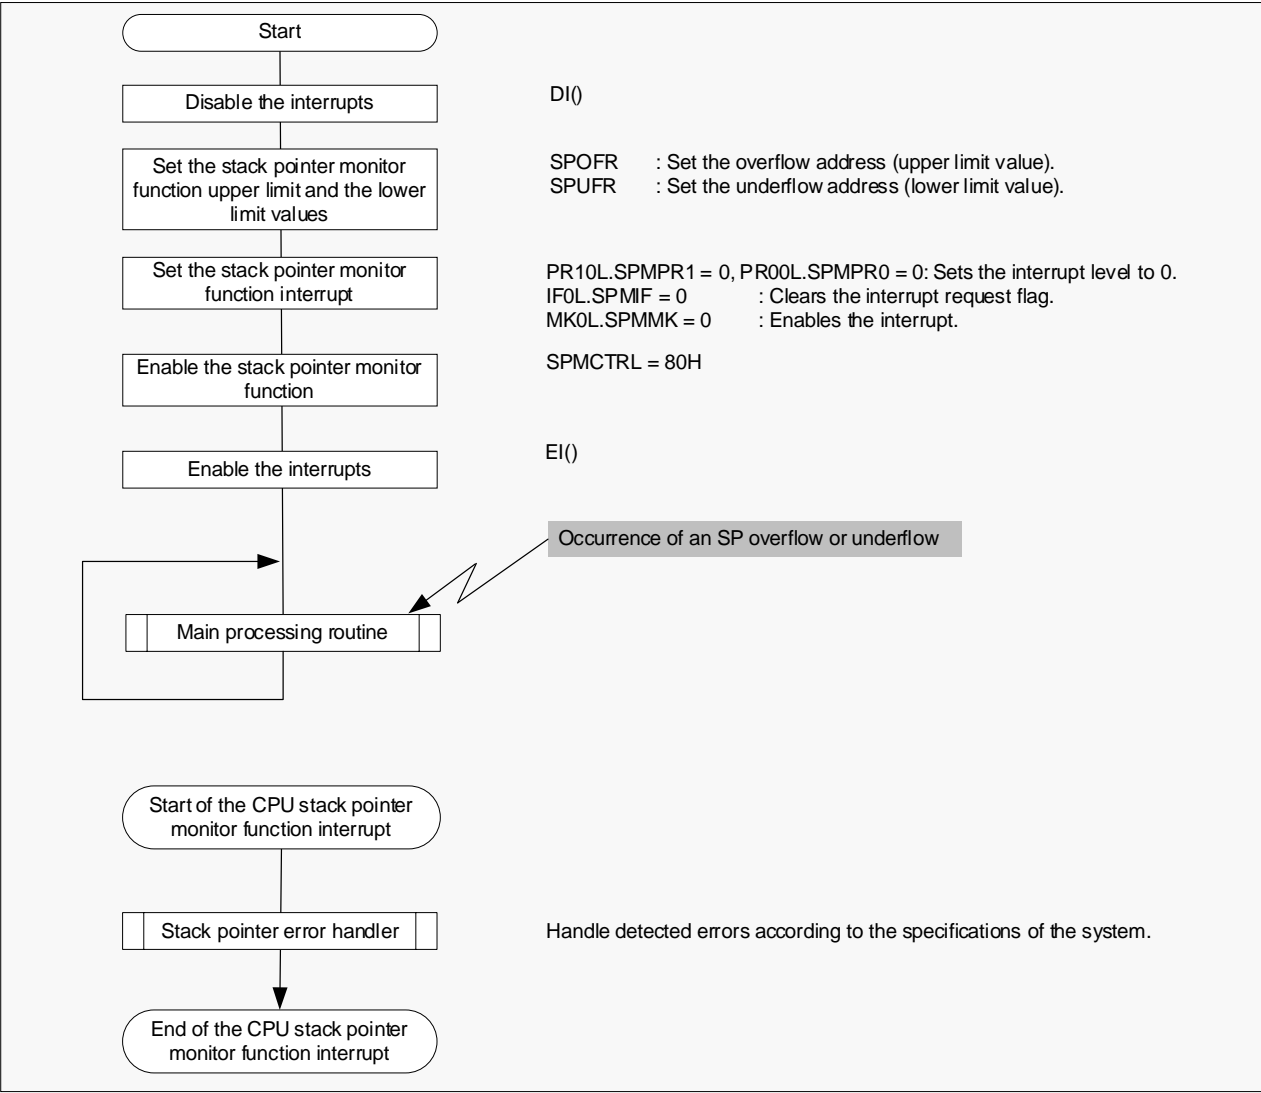 Start
Disable the interrupts
DI()
Set the stack pointer monitor
function upper limit and the lower
limit values
SPOFR : Set the overflow address (upper limit value).
SPUFR : Set the underflow address (lower limit value).
Set the stack pointer monitor
function interrupt
PR10L.SPMPR1 = 0, PR00L.SPMPR0 = 0: Sets the interrupt level to 0.
IF0L.SPMIF = 0 : Clears the interrupt request flag.
MK0L.SPMMK = 0 : Enables the interrupt.
Enable the stack pointer monitor
function
SPMCTRL = 80H
Enable the interrupts
EI()
Occurrence of an SP overflow or underflow
Main processing routine
Start of the CPU stack pointer
monitor function interrupt
Stack pointer error handler
Handle detected errors according to the specifications of the system.
End of the CPU stack pointer
monitor function interrupt